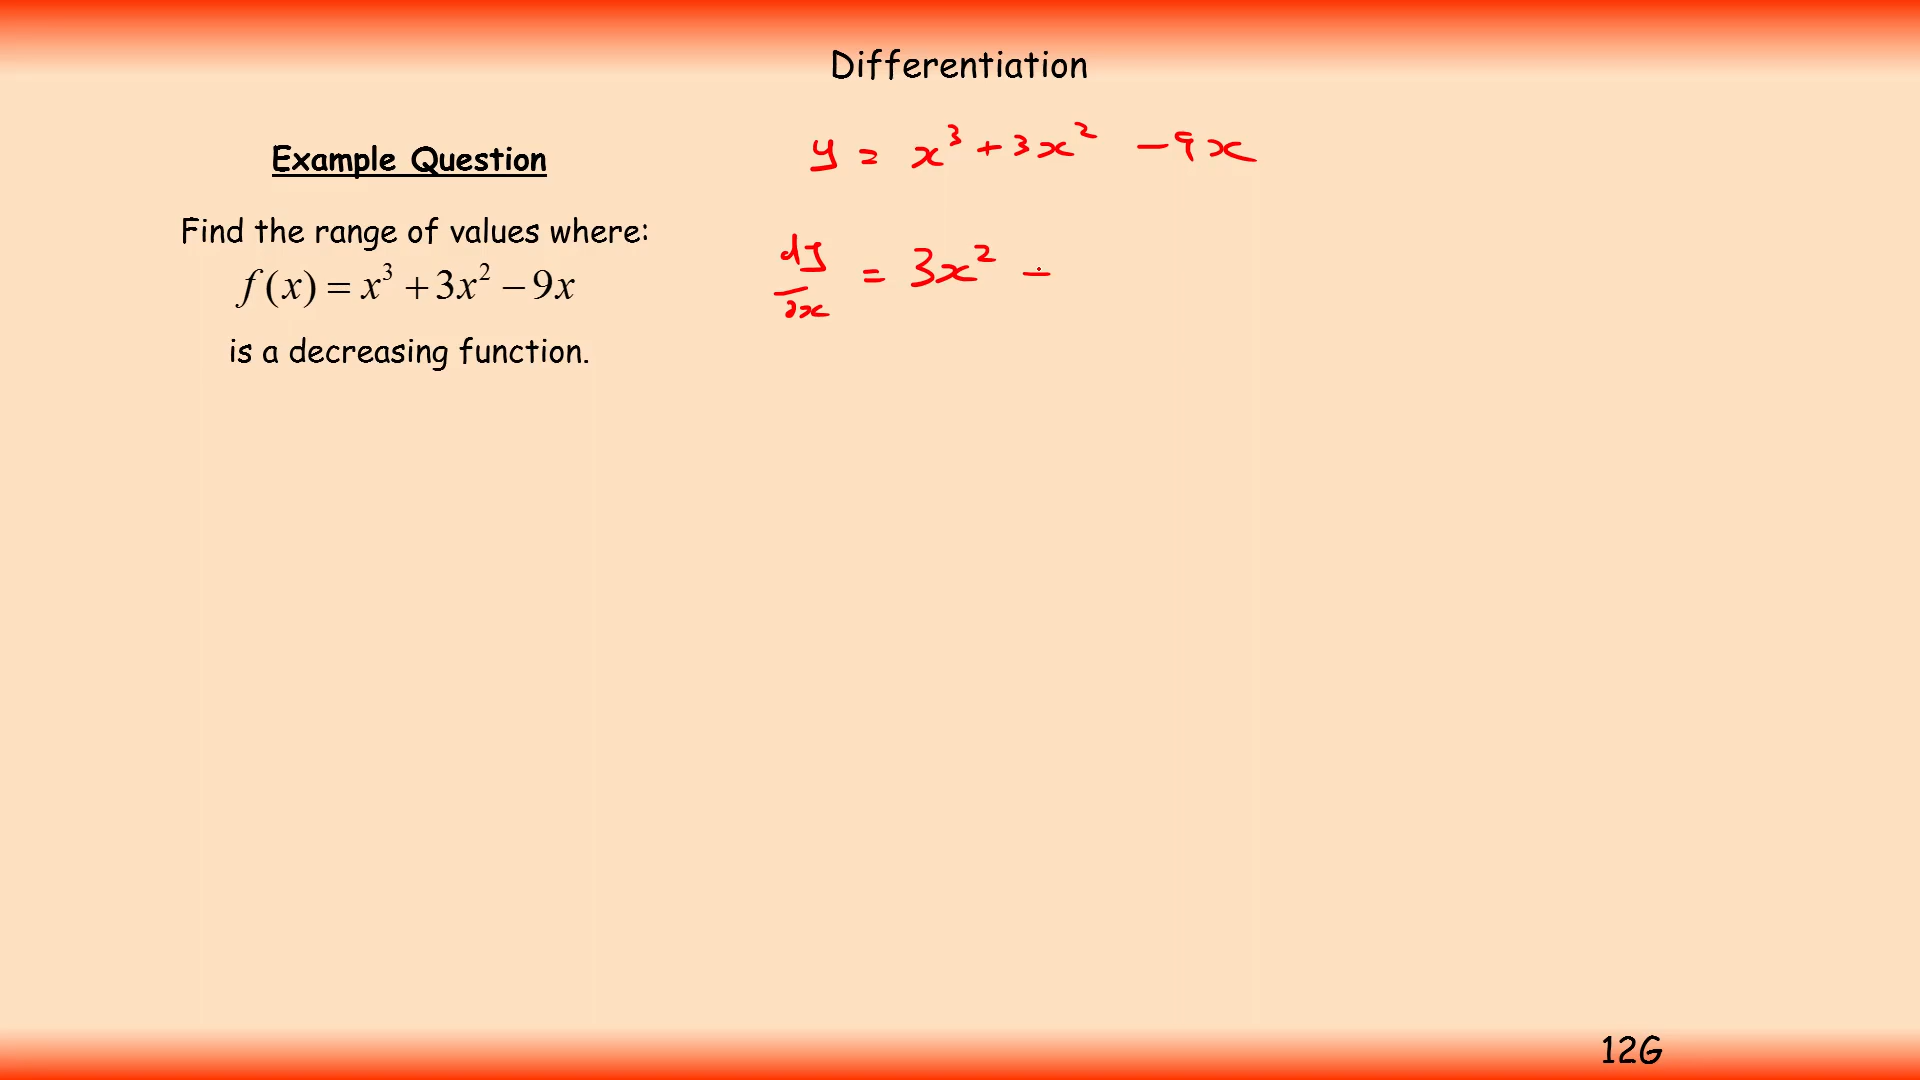 Differentiation
Example Question
Find the range of values where:
f(x) = x³ + 3x² − 9x
is a decreasing function.
y = x³ + 3x² − 9x
dy/dx = 3x² +
12G